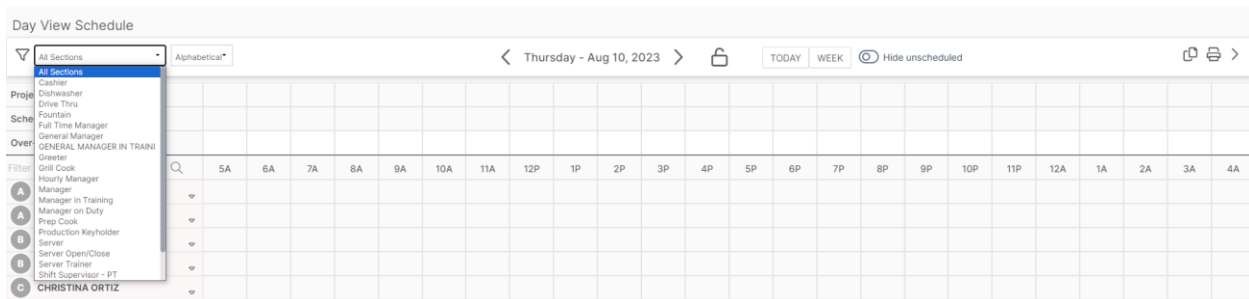 Day View Schedule
All Sections Alphabetical Thursday - Aug 10, 2023 TODAY WEEK Hide unscheduled
All Sections
Cashier
Dishwasher
Drive Thru
Fountain
Full Time Manager
General Manager
GENERAL MANAGER IN TRAINI
Greeter
Grill Cook
Hourly Manager
Manager
Manager in Training
Manager on Duty
Prep Cook
Production Keyholder
Server
Server Open/Close
Server Trainer
Shift Supervisor - PT
Proje
Sche
Over-
Filter 5A 6A 7A 8A 9A 10A 11A 12P 1P 2P 3P 4P 5P 6P 7P 8P 9P 10P 11P 12A 1A 2A 3A 4A
A
A
B
B
C CHRISTINA ORTIZ